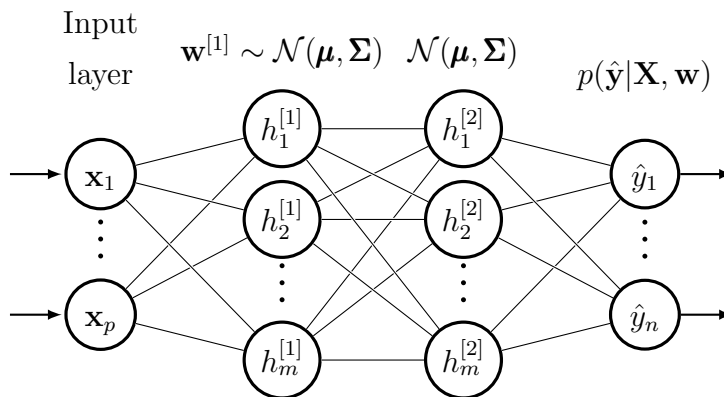 Input
layer
𝐰^{[1]} ∼ 𝒩(𝛍, 𝚺)
𝒩(𝛍, 𝚺)
p(𝐲̂|𝐗, 𝐰)
𝐱_1
⋮
𝐱_p
h_1^{[1]}
h_2^{[1]}
⋮
h_m^{[1]}
h_1^{[2]}
h_2^{[2]}
⋮
h_m^{[2]}
ŷ_1
⋮
ŷ_n